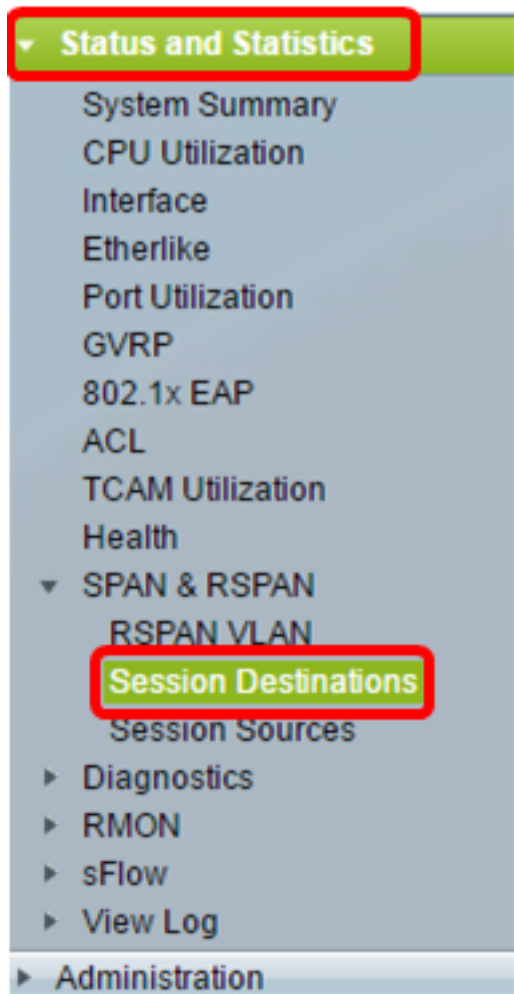 Status and Statistics
System Summary
CPU Utilization
Interface
Etherlike
Port Utilization
GVRP
802.1x EAP
ACL
TCAM Utilization
Health
SPAN & RSPAN
RSPAN VLAN
Session Destinations
Session Sources
Diagnostics
RMON
sFlow
View Log
Administration